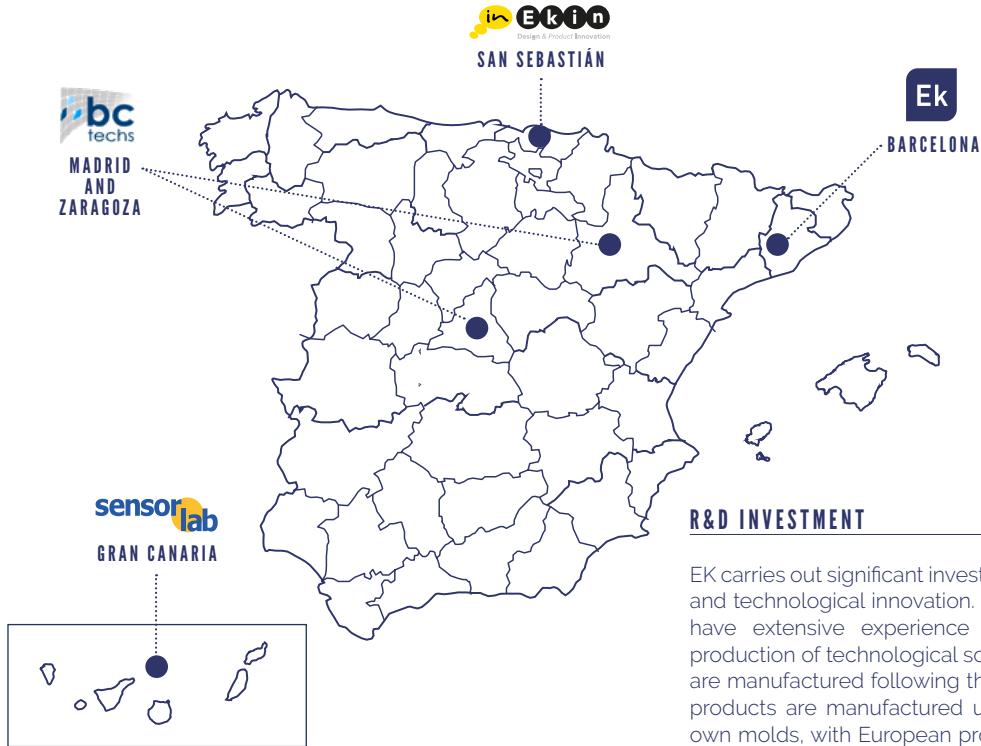 in Ekin
Design & Product Innovation
SAN SEBASTIÁN
bc
techs
MADRID
AND
ZARAGOZA
Ek
BARCELONA
sensor
lab
GRAN CANARIA
R&D INVESTMENT
EK carries out significant invest
and technological innovation.
have extensive experience
production of technological so
are manufactured following th
products are manufactured u
own molds, with European pro